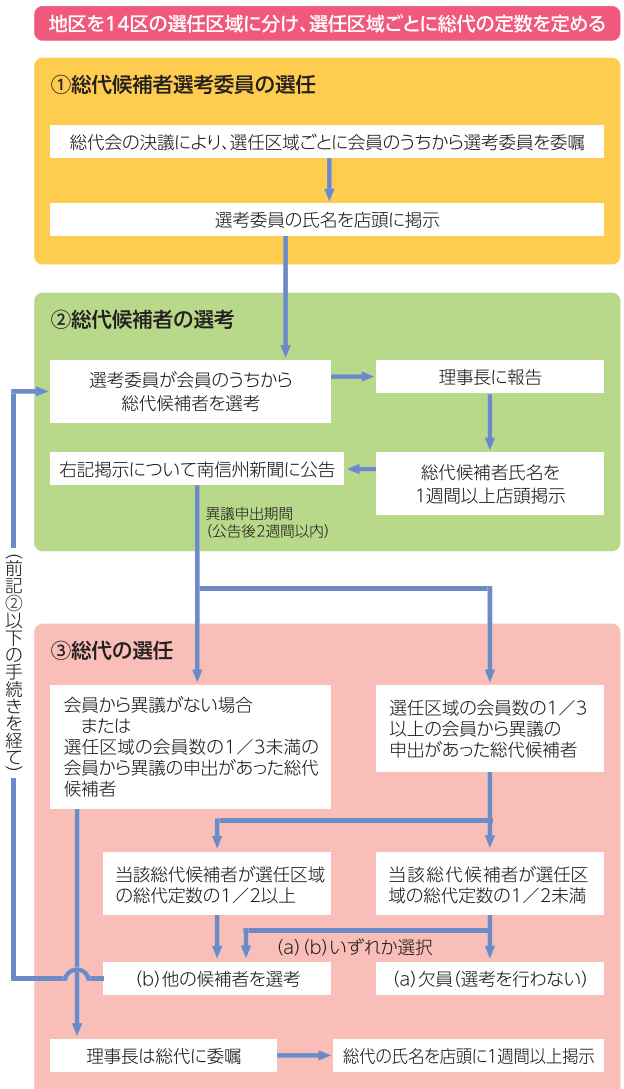 地区を14区の選任区域に分け、選任区域ごとに総代の定数を定める
①総代候補者選考委員の選任
総代会の決議により、選任区域ごとに会員のうちから選考委員を委嘱
選考委員の氏名を店頭に掲示
②総代候補者の選考
選考委員が会員のうちから
総代候補者を選考
理事長に報告
総代候補者氏名を
1週間以上店頭掲示
右記掲示について南信州新聞に公告
異議申出期間
(公告後2週間以内)
(前記②以下の手続きを経て)
③総代の選任
会員から異議がない場合
または
選任区域の会員数の1/3未満の
会員から異議の申出があった総代
候補者
選任区域の会員数の1/3
以上の会員から異議の
申出があった総代候補者
当該総代候補者が選任区域
の総代定数の1/2以上
当該総代候補者が選任区
域の総代定数の1/2未満
(a)(b)いずれか選択
(b)他の候補者を選考
(a)欠員(選考を行わない)
理事長は総代に委嘱
総代の氏名を店頭に1週間以上掲示